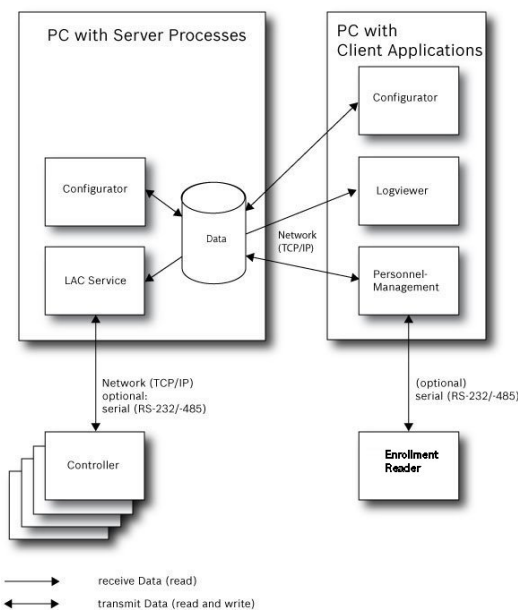 PC with Server Processes
PC with
Client Applications
Configurator
Configurator
Logviewer
Data
Network
(TCP/IP)
LAC Service
Personnel-
Management
Network (TCP/IP)
optional:
serial (RS-232/-485)
(optional)
serial (RS-232/-485)
Controller
Enrollment
Reader
receive Data (read)
transmit Data (read and write)